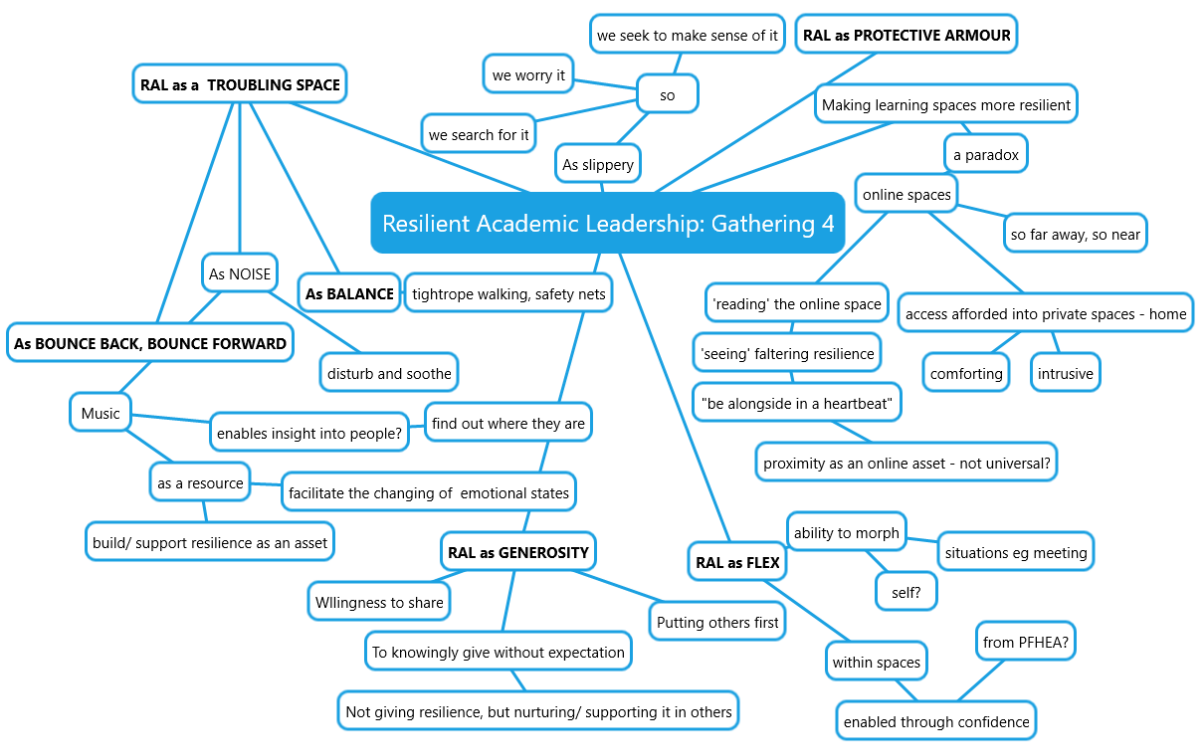 we seek to make sense of it
RAL as PROTECTIVE ARMOUR
we worry it
RAL as a  TROUBLING SPACE
so
Making learning spaces more resilient
we search for it
As slippery
a paradox
online spaces
Resilient Academic Leadership: Gathering 4
so far away, so near
As NOISE
As BALANCE
tightrope walking, safety nets
'reading' the online space
access afforded into private spaces - home
As BOUNCE BACK, BOUNCE FORWARD
'seeing' faltering resilience
disturb and soothe
comforting
intrusive
"be alongside in a heartbeat"
Music
enables insight into people?
find out where they are
proximity as an online asset - not universal?
as a resource
facilitate the changing of  emotional states
build/ support resilience as an asset
RAL as GENEROSITY
ability to morph
situations eg meeting
RAL as FLEX
self?
WIlingness to share
Putting others first
To knowingly give without expectation
from PFHEA?
within spaces
Not giving resilience, but nurturing/ supporting it in others
enabled through confidence